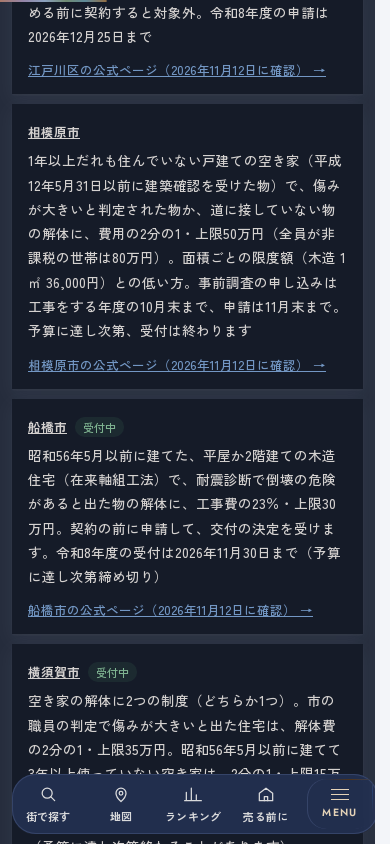 める前に契約すると対象外。令和8年度の申請は
2026年12月25日まで
江戸川区の公式ページ（2026年11月12日に確認） →
相模原市
1年以上だれも住んでいない戸建ての空き家（平成
12年5月31日以前に建築確認を受けた物）で、傷み
が大きいと判定された物か、道に接していない物
の解体に、費用の2分の1・上限50万円（全員が非
課税の世帯は80万円）。面積ごとの限度額（木造 1
㎡ 36,000円）との低い方。事前調査の申し込みは
工事をする年度の10月末まで、申請は11月末まで。
予算に達し次第、受付は終わります
相模原市の公式ページ（2026年11月12日に確認） →
船橋市 受付中
昭和56年5月以前に建てた、平屋か2階建ての木造
住宅（在来軸組工法）で、耐震診断で倒壊の危険
があると出た物の解体に、工事費の23%・上限30
万円。契約の前に申請して、交付の決定を受けま
す。令和8年度の受付は2026年11月30日まで（予算
に達し次第締め切り）
船橋市の公式ページ（2026年11月12日に確認） →
横須賀市 受付中
空き家の解体に2つの制度（どちらか1つ）。市の
職員の判定で傷みが大きいと出た住宅は、解体費
の2分の1・上限35万円。昭和56年5月以前に建てて
街で探す 地図 ランキング 売る前に MENU